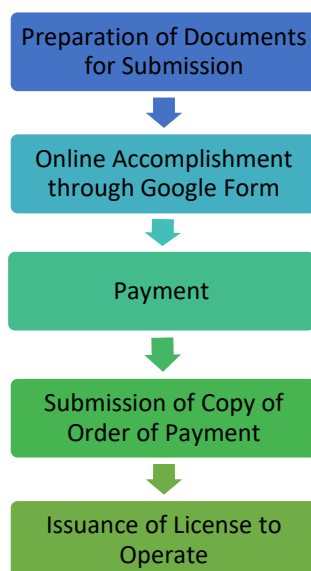 Preparation of Documents
for Submission
Online Accomplishment
through Google Form
Payment
Submission of Copy of
Order of Payment
Issuance of License to
Operate